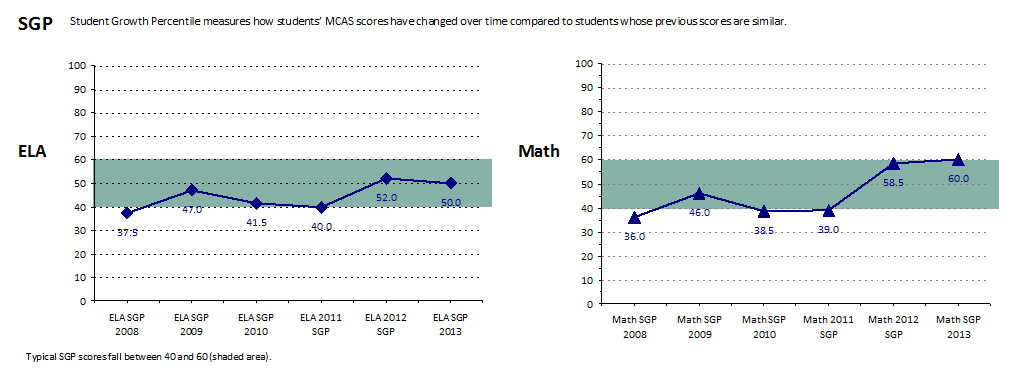 SGP Student Growth Percentile measures how students' MCAS scores have changed over time compared to students whose previous scores are similar.
ELA
100
90
80
70
60
50
40
30
20
10
0
37.5
47.0
41.5
40.0
52.0
50.0
ELA SGP 2008
ELA SGP 2009
ELA SGP 2010
ELA 2011 SGP
ELA 2012 SGP
ELA SGP 2013
Math
100
90
80
70
60
50
40
30
20
10
0
36.0
46.0
38.5
39.0
58.5
60.0
Math SGP 2008
Math SGP 2009
Math SGP 2010
Math 2011 SGP
Math 2012 SGP
Math SGP 2013
Typical SGP scores fall between 40 and 60 (shaded area).